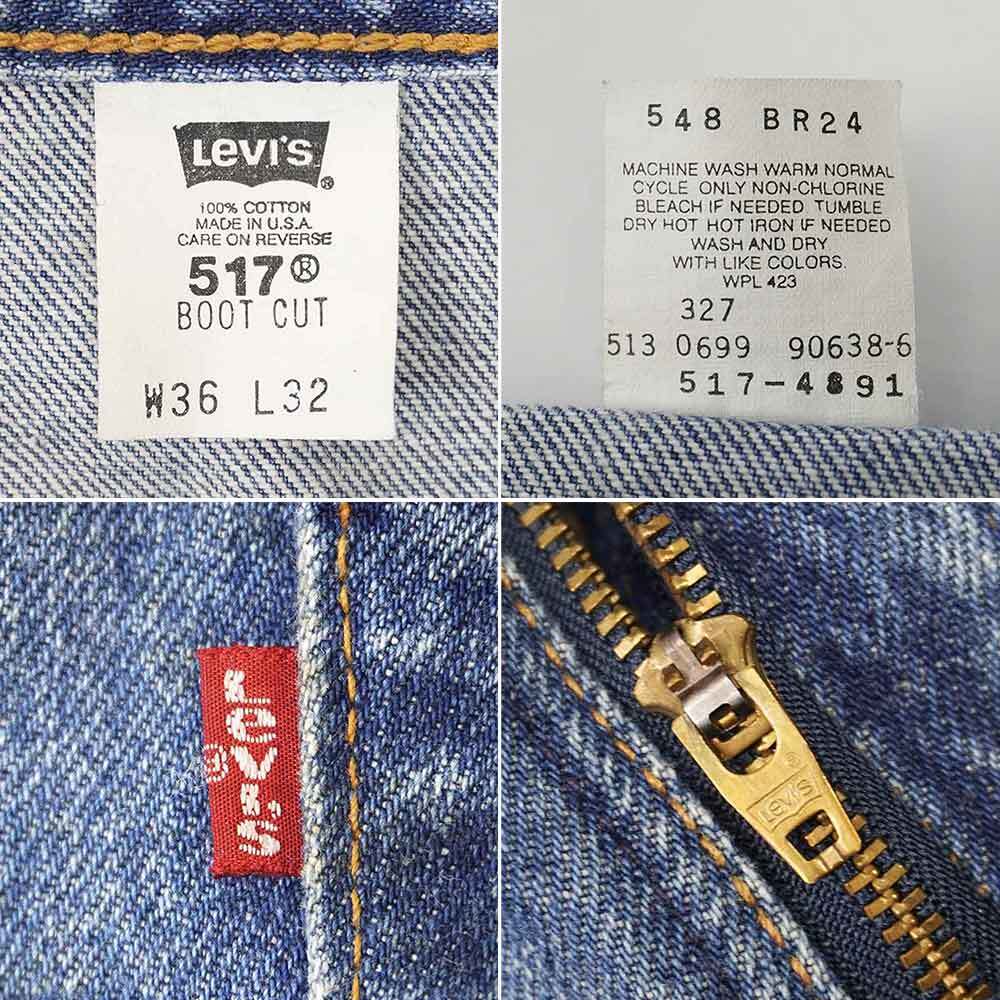 Levi's
®
100% COTTON
MADE IN U.S.A.
CARE ON REVERSE
517®
BOOT CUT
W36 L32
548 BR24
MACHINE WASH WARM NORMAL
CYCLE ONLY NON-CHLORINE
BLEACH IF NEEDED TUMBLE
DRY HOT HOT IRON IF NEEDED
WASH AND DRY
WITH LIKE COLORS.
WPL 423
327
513 0699 90638-6
517-4891
LEVI'S
®
®
LEVI'S